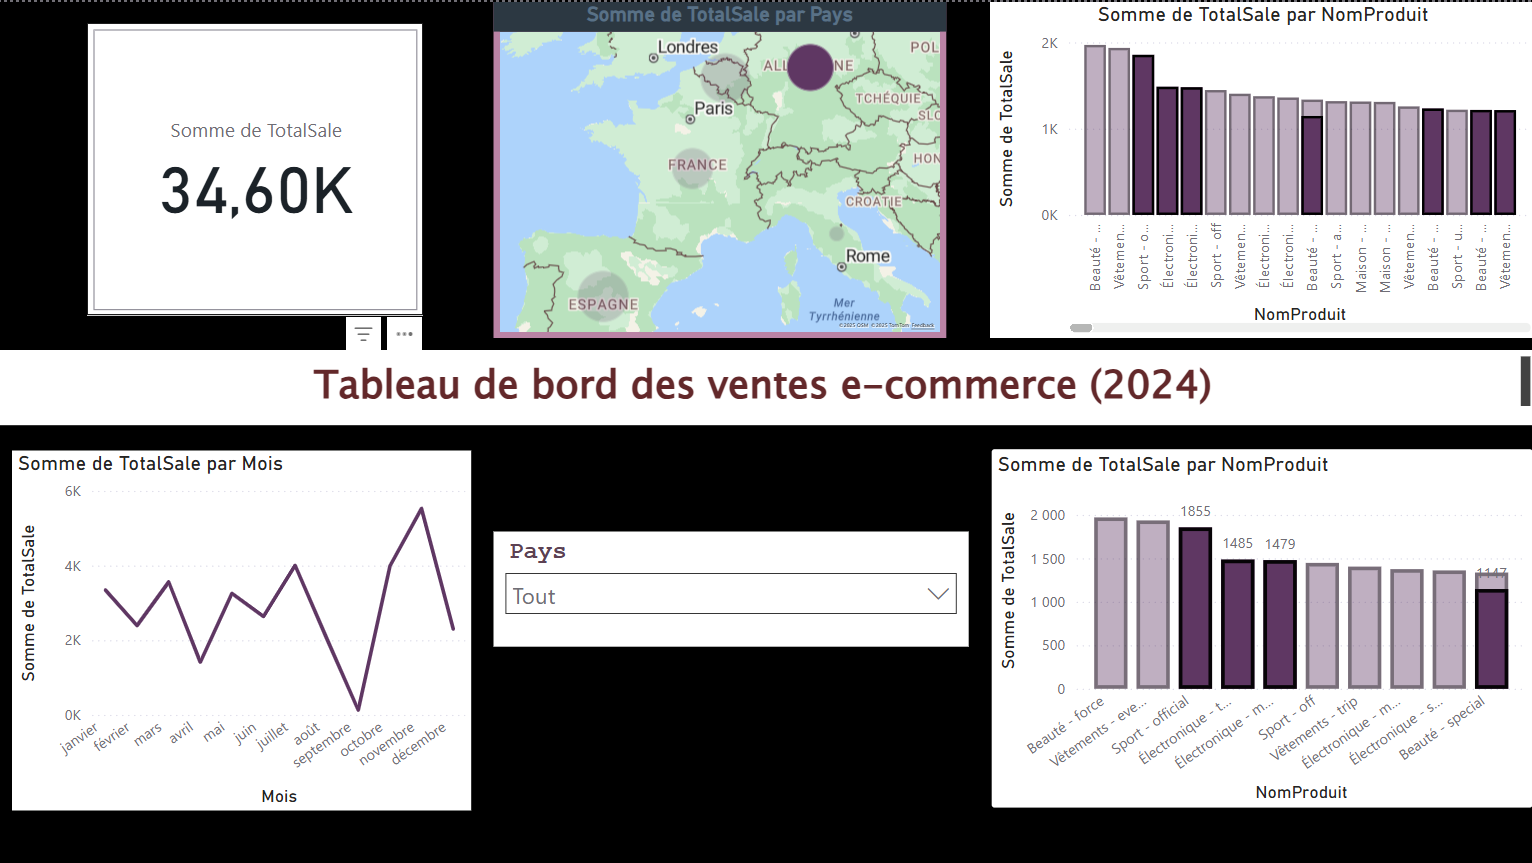 Somme de TotalSale
34,60K
Somme de TotalSale par Pays
Londres
POL
ALL
NE
TCHÉQUIE
Paris
SLO
FRANCE
HON
CROATIE
Rome
ESPAGNE
Mer
Tyrrhénienne
©2025 OSM ©2025 TomTom Feedback
Somme de TotalSale par NomProduit
Somme de TotalSale
2K
1K
0K
Beauté - ...
Vêtemen...
Sport - o...
Électroni...
Électroni...
Sport - off
Vêtemen...
Électroni...
Électroni...
Beauté - ...
Sport - a...
Maison - ...
Maison - ...
Vêtemen...
Beauté - ...
Sport - u...
Beauté - ...
Vêtemen...
NomProduit
Tableau de bord des ventes e-commerce (2024)
Somme de TotalSale par Mois
Somme de TotalSale
6K
4K
2K
0K
janvier
février
mars
avril
mai
juin
juillet
août
septembre
octobre
novembre
décembre
Mois
Pays
Tout
Somme de TotalSale par NomProduit
Somme de TotalSale
2 000
1 500
1 000
500
0
1855
1485
1479
1147
Beauté - force
Vêtements - eve...
Sport - official
Électronique - t...
Électronique - m...
Sport - off
Vêtements - trip
Électronique - m...
Électronique - s...
Beauté - special
NomProduit